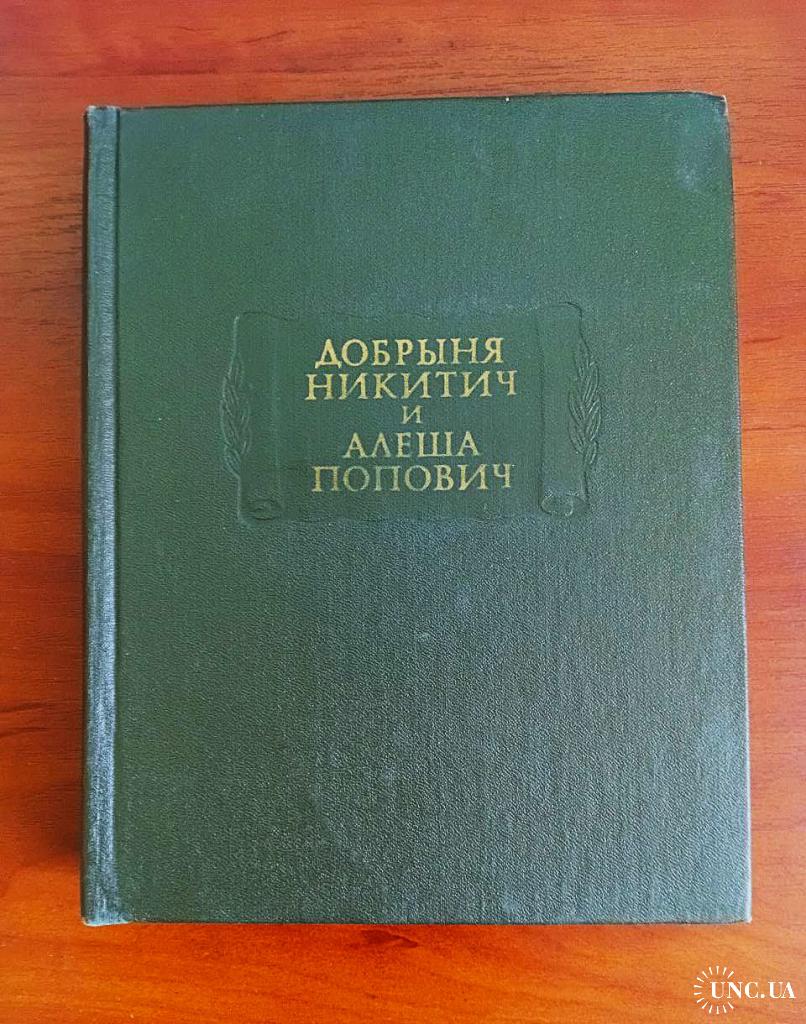 ДОБРЫНЯ
НИКИТИЧ
И
АЛЕША
ПОПОВИЧ
UNC.UA